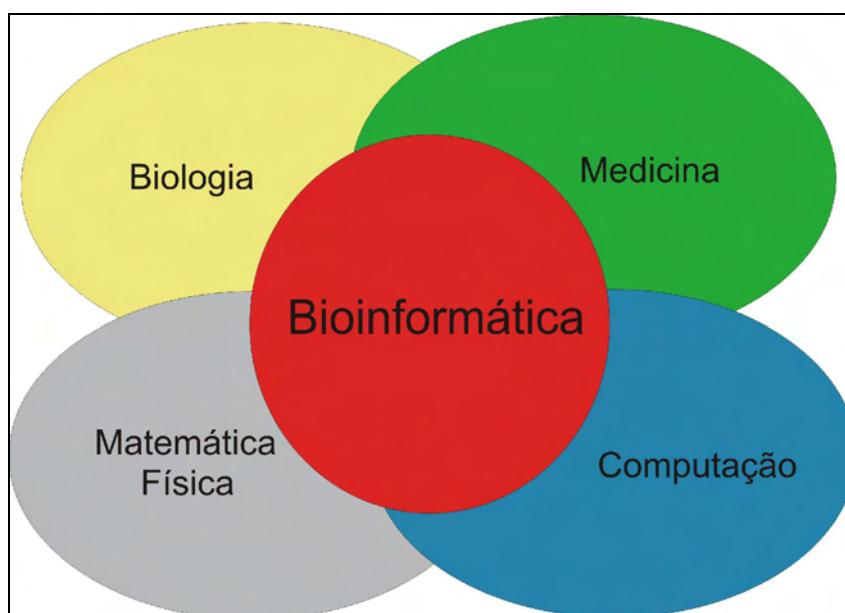 Biologia
Medicina
Bioinformática
Matemática
Física
Computação